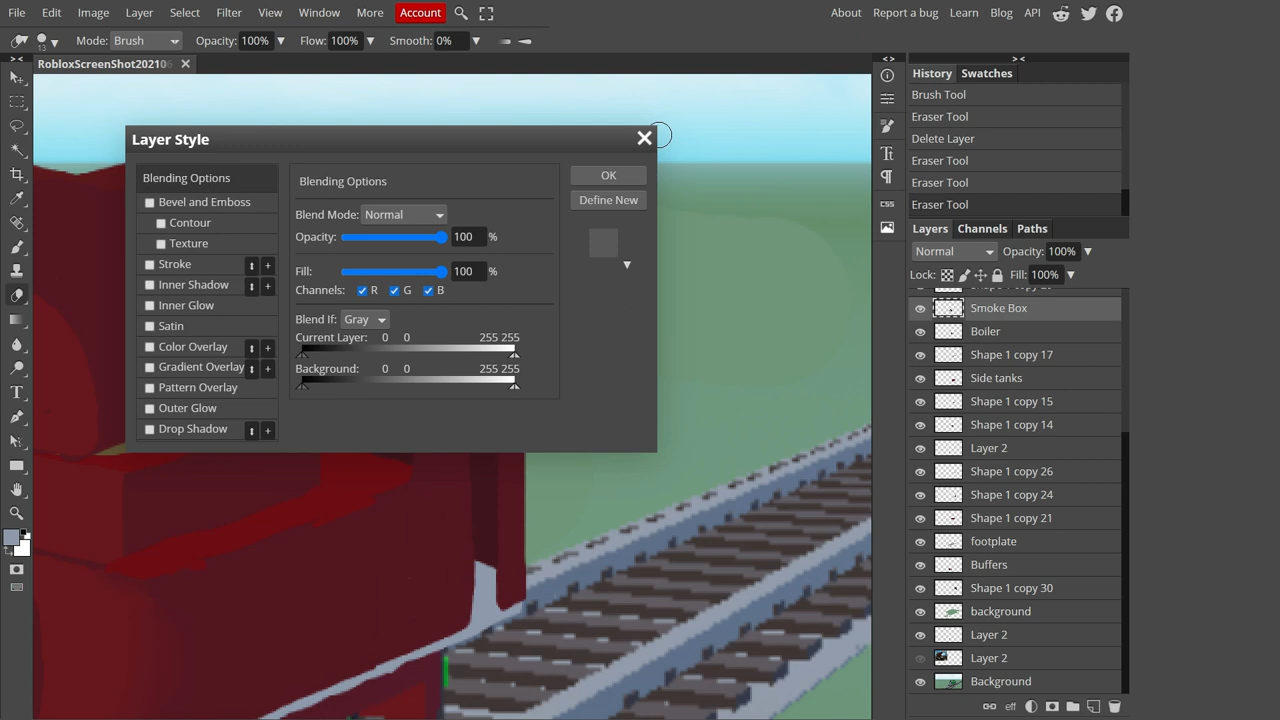 File Edit Image Layer Select Filter View Window More Account About Report a bug Learn Blog API
13 Mode: Brush Opacity: 100% Flow: 100% Smooth: 0%
> < < > > <
RobloxScreenShot202106
History Swatches
Brush Tool
Eraser Tool
Delete Layer
Eraser Tool
Eraser Tool
Eraser Tool
CSS
Layers Channels Paths
Normal Opacity: 100%
Lock: Fill: 100%
Smoke Box
Boiler
Shape 1 copy 17
Side tanks
Shape 1 copy 15
Shape 1 copy 14
Layer 2
Shape 1 copy 26
Shape 1 copy 24
Shape 1 copy 21
footplate
Buffers
Shape 1 copy 30
background
Layer 2
Layer 2
Background
eff
Layer Style
Blending Options
Bevel and Emboss
Contour
Texture
Stroke
Inner Shadow
Inner Glow
Satin
Color Overlay
Gradient Overlay
Pattern Overlay
Outer Glow
Drop Shadow
Blending Options
Blend Mode: Normal
Opacity: 100 %
Fill: 100 %
Channels: R G B
Blend If: Gray
Current Layer: 0 0 255 255
Background: 0 0 255 255
OK
Define New